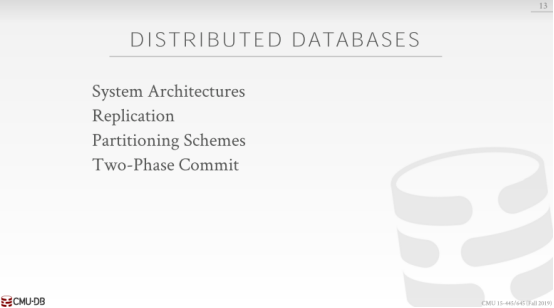 13
DISTRIBUTED DATABASES
System Architectures
Replication
Partitioning Schemes
Two-Phase Commit
CMU-DB
CMU 15-445/645 (Fall 2019)